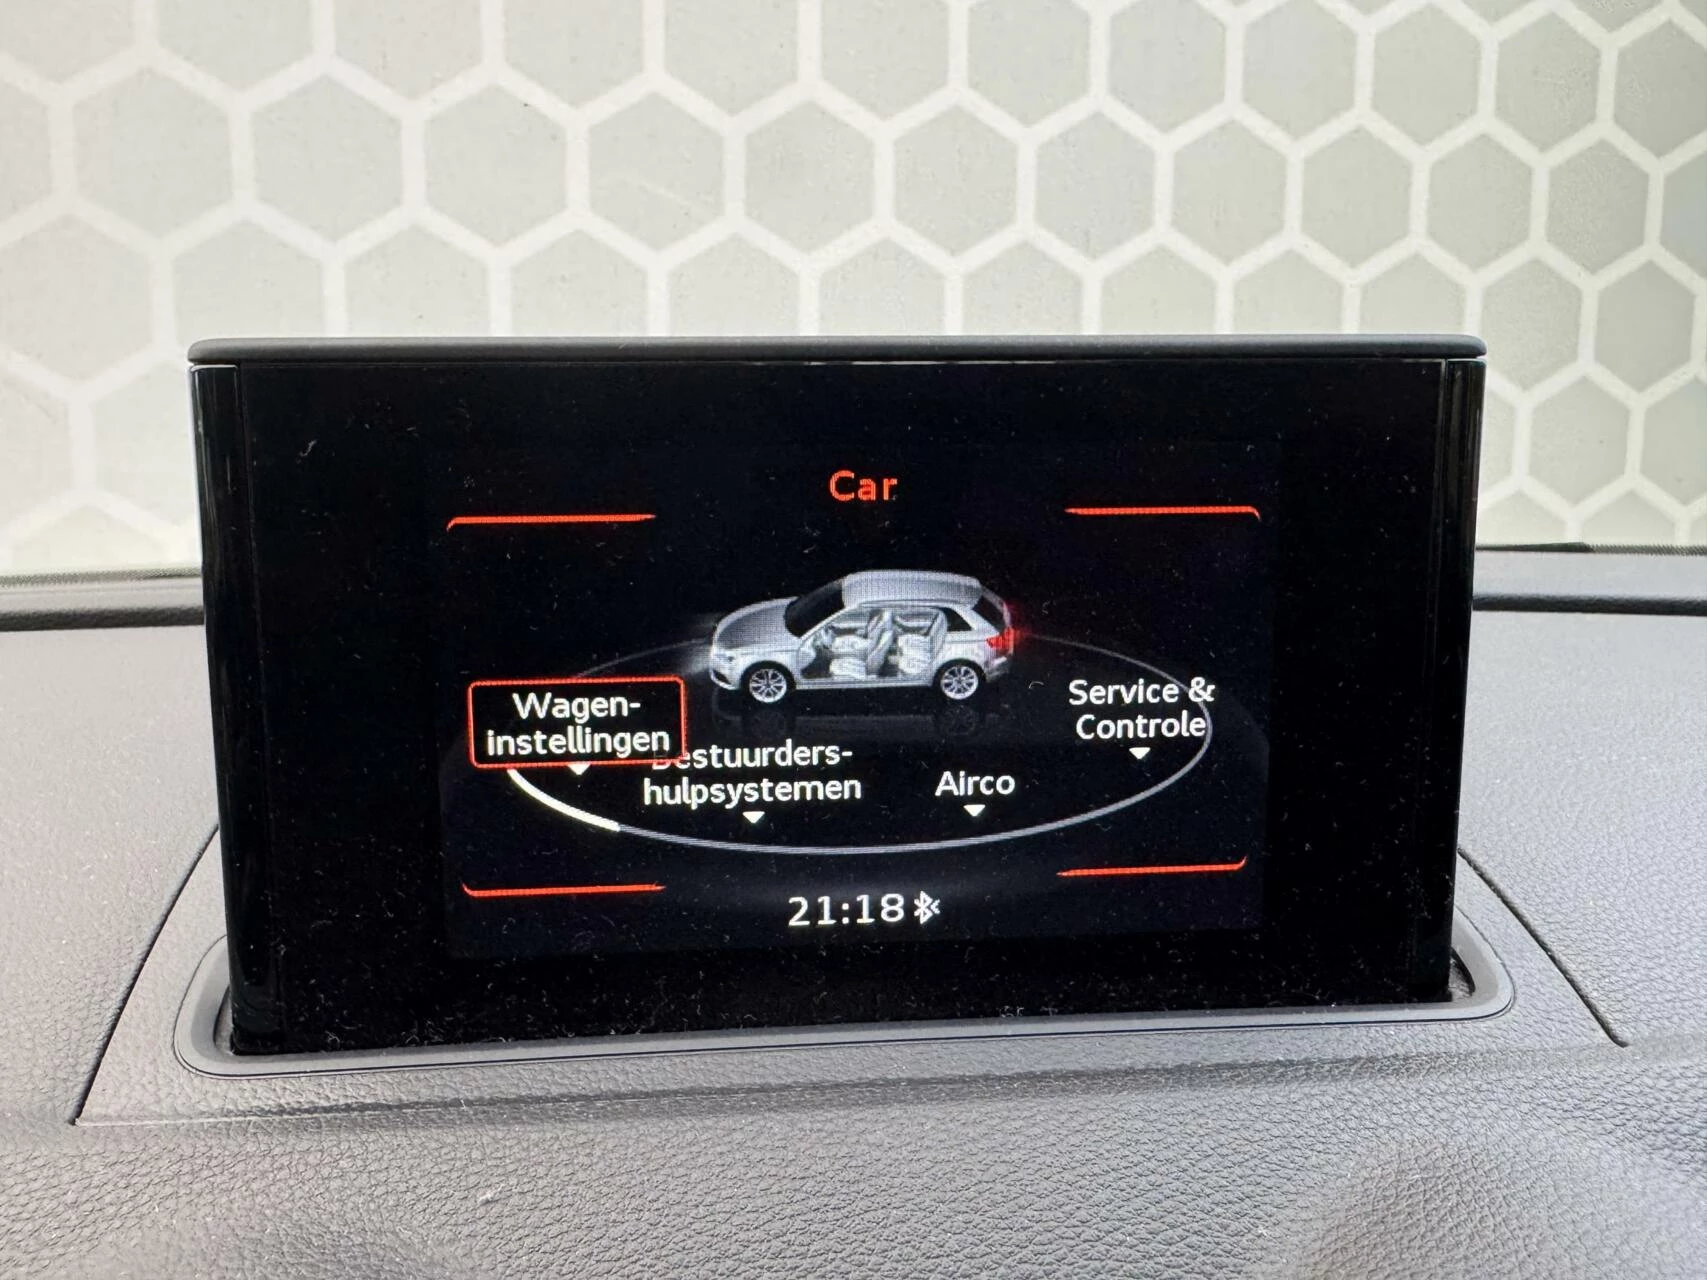 Car
Wagen-
instellingen
Bestuurders-
hulpsystemen
Airco
Service &
Controle
21:18